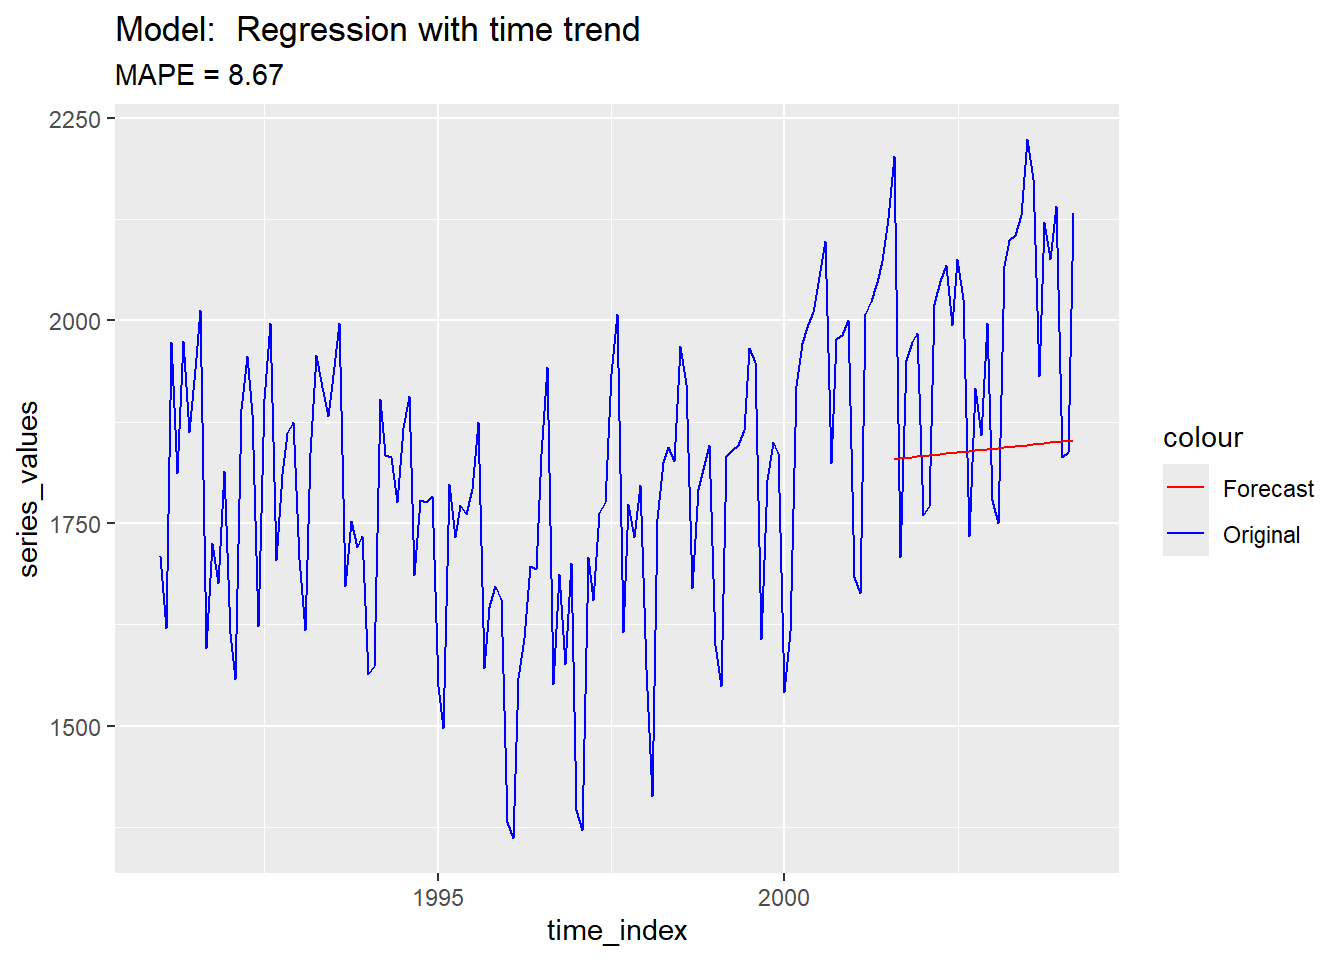 Model:  Regression with time trend
MAPE = 8.67
2250
2000
1750
1500
series_values
1995
2000
time_index
colour
Forecast
Original